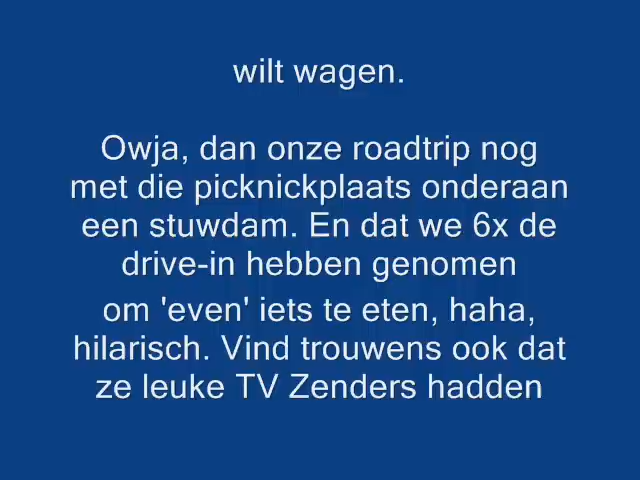 wilt wagen.
Owja, dan onze roadtrip nog
met die picknickplaats onderaan
een stuwdam. En dat we 6x de
drive-in hebben genomen
om 'even' iets te eten, haha,
hilarisch. Vind trouwens ook dat
ze leuke TV Zenders hadden